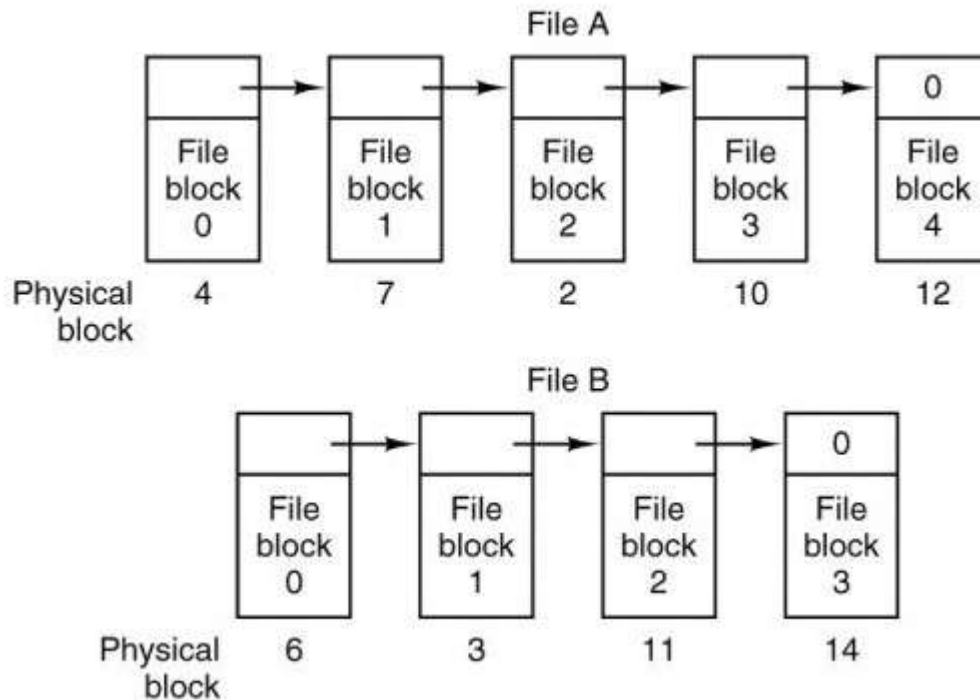 File A
0
File
block
0
File
block
1
File
block
2
File
block
3
File
block
4
Physical
block
4
7
2
10
12
File B
0
File
block
0
File
block
1
File
block
2
File
block
3
Physical
block
6
3
11
14